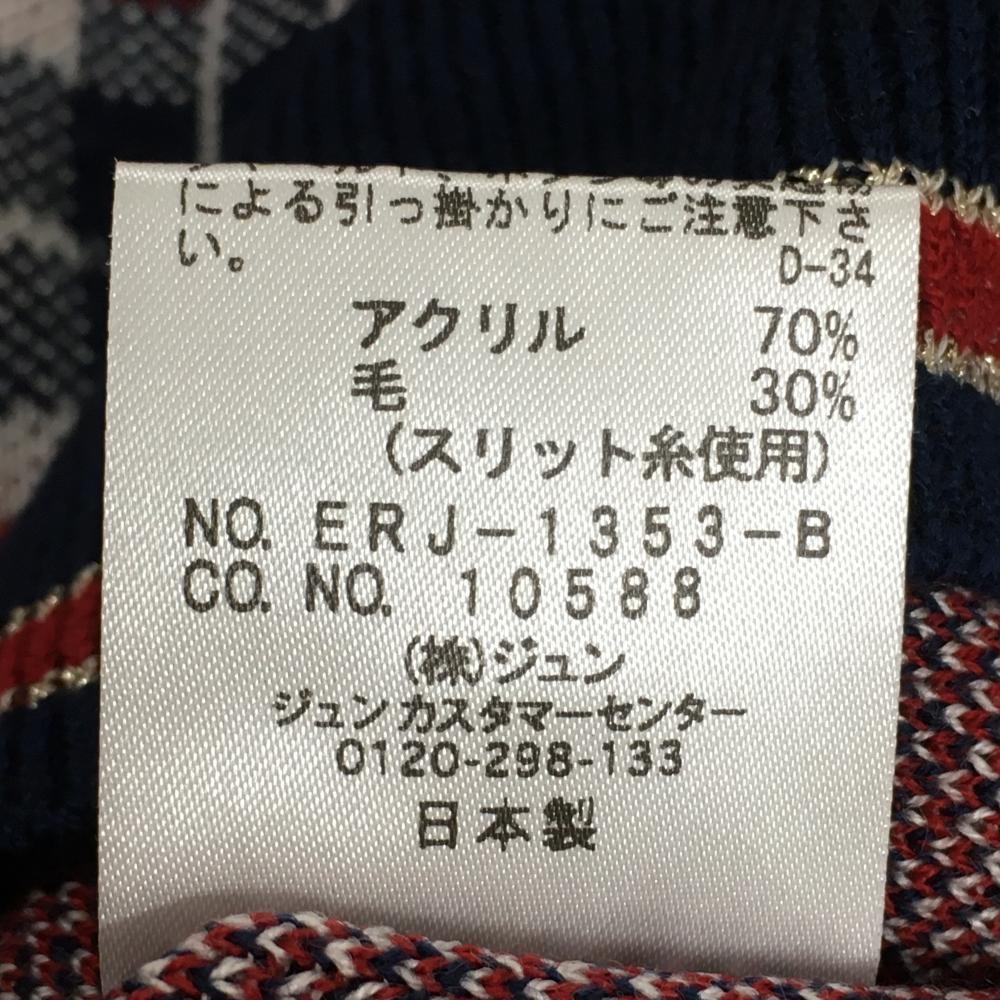 による引っ掛かりにご注意下さ
い。
D-34
アクリル 70%
毛 30%
(スリット糸使用)
NO. ERJ-1353-B
CO. NO. 10588
(株)ジュン
ジュンカスタマーセンター
0120-298-133
日本製